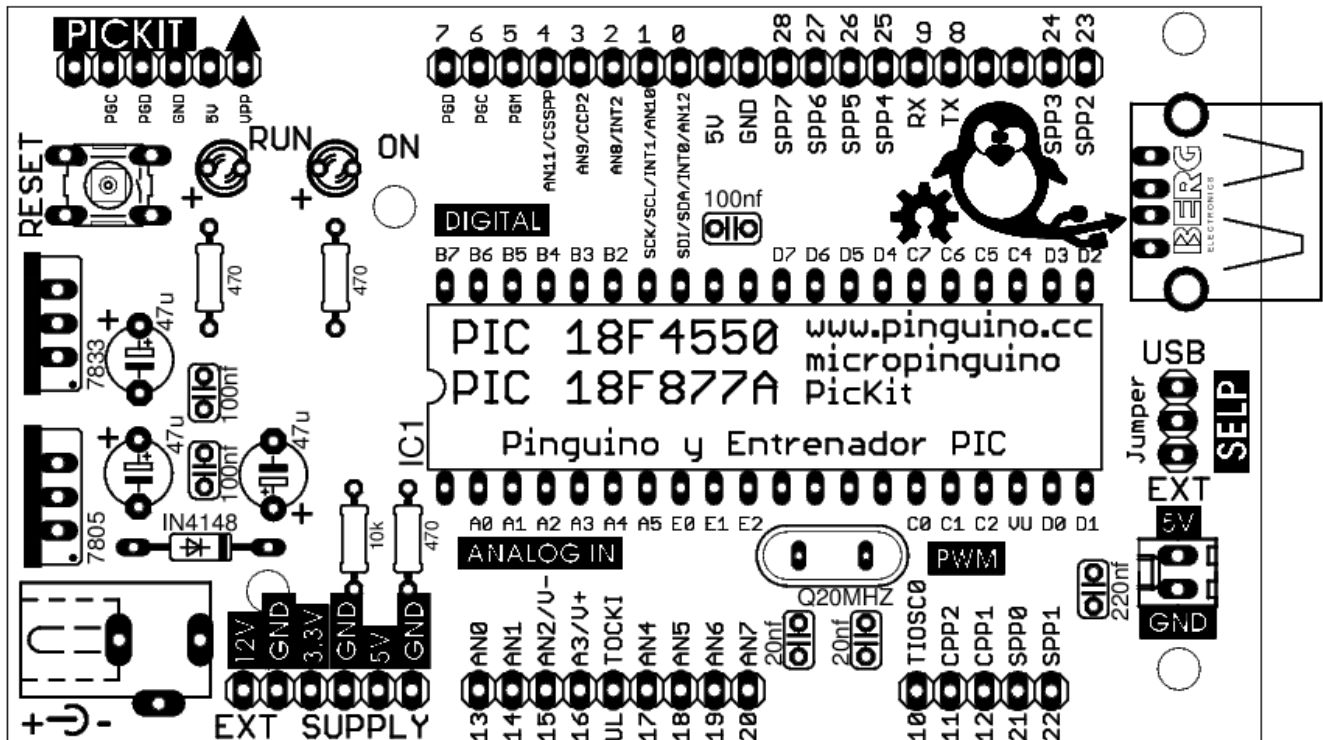 PICKIT
PGC
PGD
GND
5V
VPP
7
6
5
4
3
2
1
0
28
27
26
25
9
8
24
23
PGD
PGC
PGM
AN11/CSSPP
AN9/CCP2
AN8/INT2
SCK/SCL/INT1/AN10
SDI/SDA/INT0/AN12
5V
GND
SPP7
SPP6
SPP5
SPP4
RX
TX
SPP3
SPP2
RESET
RUN
ON
470
470
DIGITAL
100nf
BERG
ELECTRONICS
B7 B6 B5 B4 B3 B2
D7 D6 D5 D4 C7 C6 C5 C4 D3 D2
7833
47u
100nf
PIC 18F4550
www.pinguino.cc
micropinguino
PIC 18F877A
PicKit
Pinguino y Entrenador PIC
IC1
USB
Jumper
SELP
EXT
7805
47u
100nf
47u
IN4148
10k
470
A0 A1 A2 A3 A4 A5 E0 E1 E2
C0 C1 C2 VU D0 D1
ANALOG IN
PWM
5V
GND
220nf
Q20MHZ
20nf
20nf
12V
GND
3.3V
GND
5V
GND
EXT SUPPLY
AN0
AN1
AN2/V-
A3/V+
TOCKI
AN4
AN5
AN6
AN7
TIOSC0
CPP2
CPP1
SPP0
SPP1
13
14
15
16
UL
17
18
19
20
10
11
12
21
22
+ -